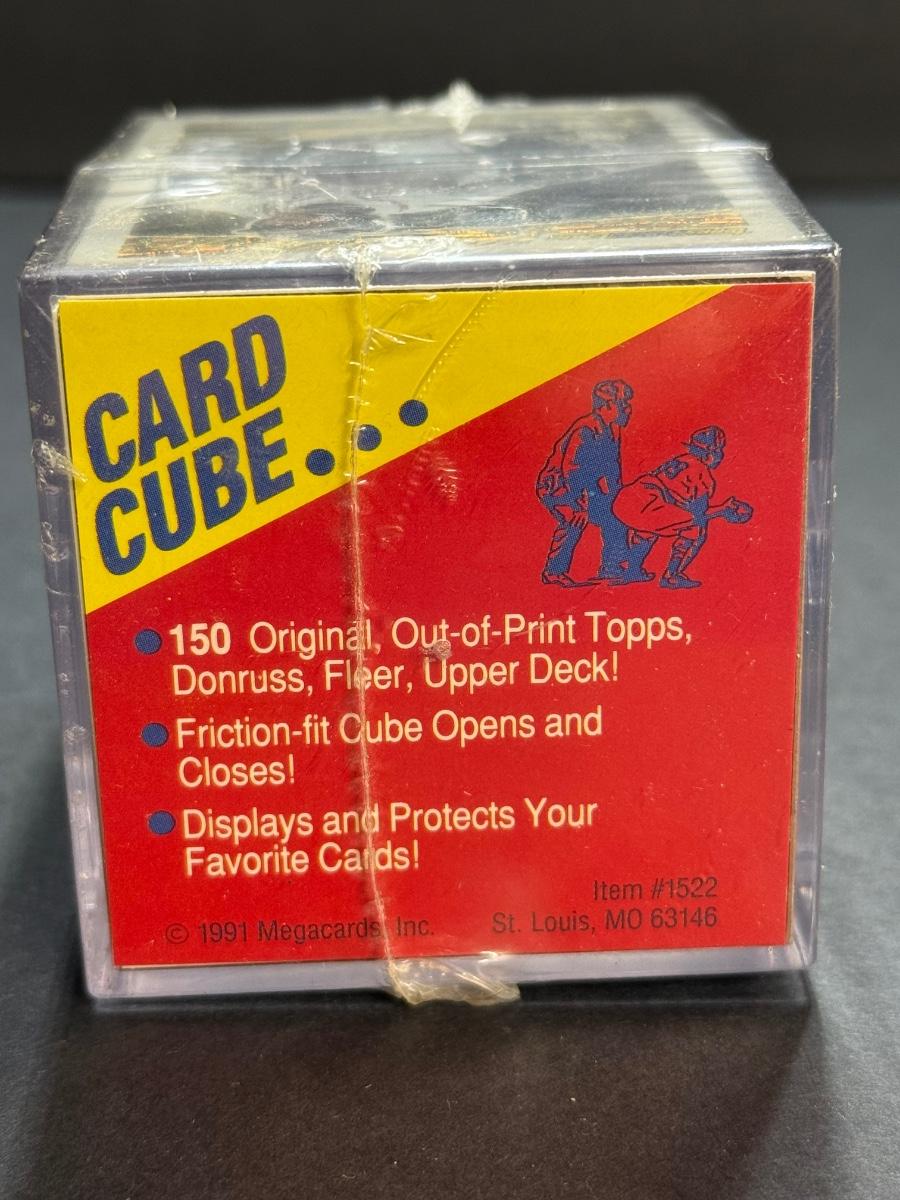 CARD
CUBE...
• 150 Original, Out-of-Print Topps,
Donruss, Fleer, Upper Deck!
• Friction-fit Cube Opens and
Closes!
• Displays and Protects Your
Favorite Cards!
Item #1522
© 1991 Megacards, Inc. St. Louis, MO 63146